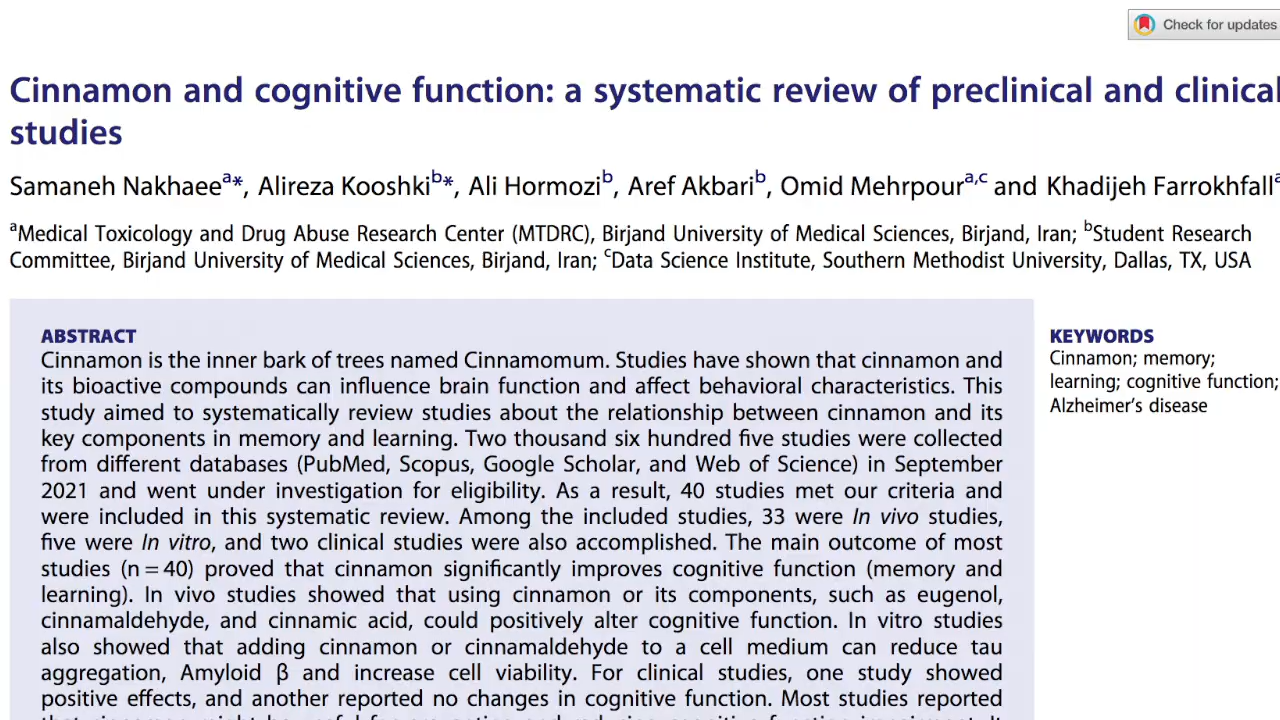 Check for updates
Cinnamon and cognitive function: a systematic review of preclinical and clinical
studies
Samaneh Nakhaeea*, Alireza Kooshkib*, Ali Hormozib, Aref Akbarib, Omid Mehrpoura,c and Khadijeh Farrokhfalla
aMedical Toxicology and Drug Abuse Research Center (MTDRC), Birjand University of Medical Sciences, Birjand, Iran; bStudent Research
Committee, Birjand University of Medical Sciences, Birjand, Iran; cData Science Institute, Southern Methodist University, Dallas, TX, USA
ABSTRACT
Cinnamon is the inner bark of trees named Cinnamomum. Studies have shown that cinnamon and
its bioactive compounds can influence brain function and affect behavioral characteristics. This
study aimed to systematically review studies about the relationship between cinnamon and its
key components in memory and learning. Two thousand six hundred five studies were collected
from different databases (PubMed, Scopus, Google Scholar, and Web of Science) in September
2021 and went under investigation for eligibility. As a result, 40 studies met our criteria and
were included in this systematic review. Among the included studies, 33 were In vivo studies,
five were In vitro, and two clinical studies were also accomplished. The main outcome of most
studies (n = 40) proved that cinnamon significantly improves cognitive function (memory and
learning). In vivo studies showed that using cinnamon or its components, such as eugenol,
cinnamaldehyde, and cinnamic acid, could positively alter cognitive function. In vitro studies
also showed that adding cinnamon or cinnamaldehyde to a cell medium can reduce tau
aggregation, Amyloid β and increase cell viability. For clinical studies, one study showed
positive effects, and another reported no changes in cognitive function. Most studies reported
KEYWORDS
Cinnamon; memory;
learning; cognitive function;
Alzheimer's disease